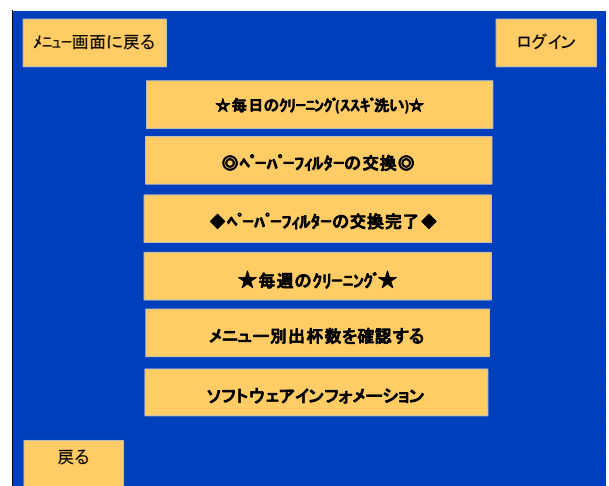 ﾒﾆｭｰ画面に戻る
ログイン
☆毎日のｸﾘｰﾆﾝｸﾞ(ｽｽｷﾞ洗い)☆
◎ﾍﾟｰﾊﾟｰﾌｨﾙﾀｰの交換◎
◆ﾍﾟｰﾊﾟｰﾌｨﾙﾀｰの交換完了◆
★毎週のｸﾘｰﾆﾝｸﾞ★
メニュー別出杯数を確認する
ソフトウェアインフォメーション
戻る